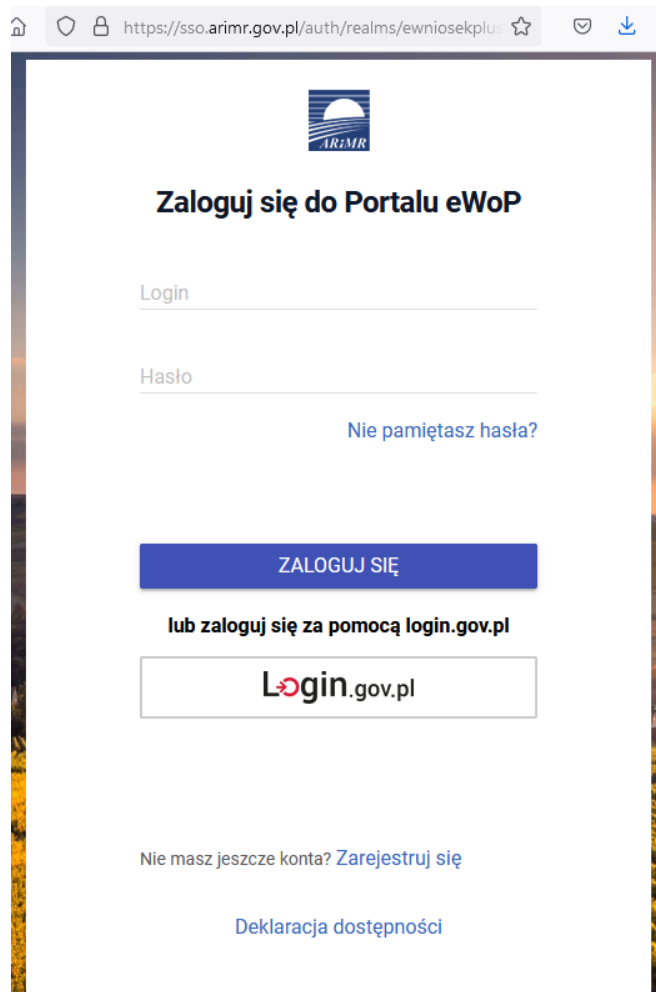 https://sso.arimr.gov.pl/auth/realms/ewniosekplus
ARiMR
Zaloguj się do Portalu eWoP
Login
Hasło
Nie pamiętasz hasła?
ZALOGUJ SIĘ
lub zaloguj się za pomocą login.gov.pl
Login.gov.pl
Nie masz jeszcze konta? Zarejestruj się
Deklaracja dostępności